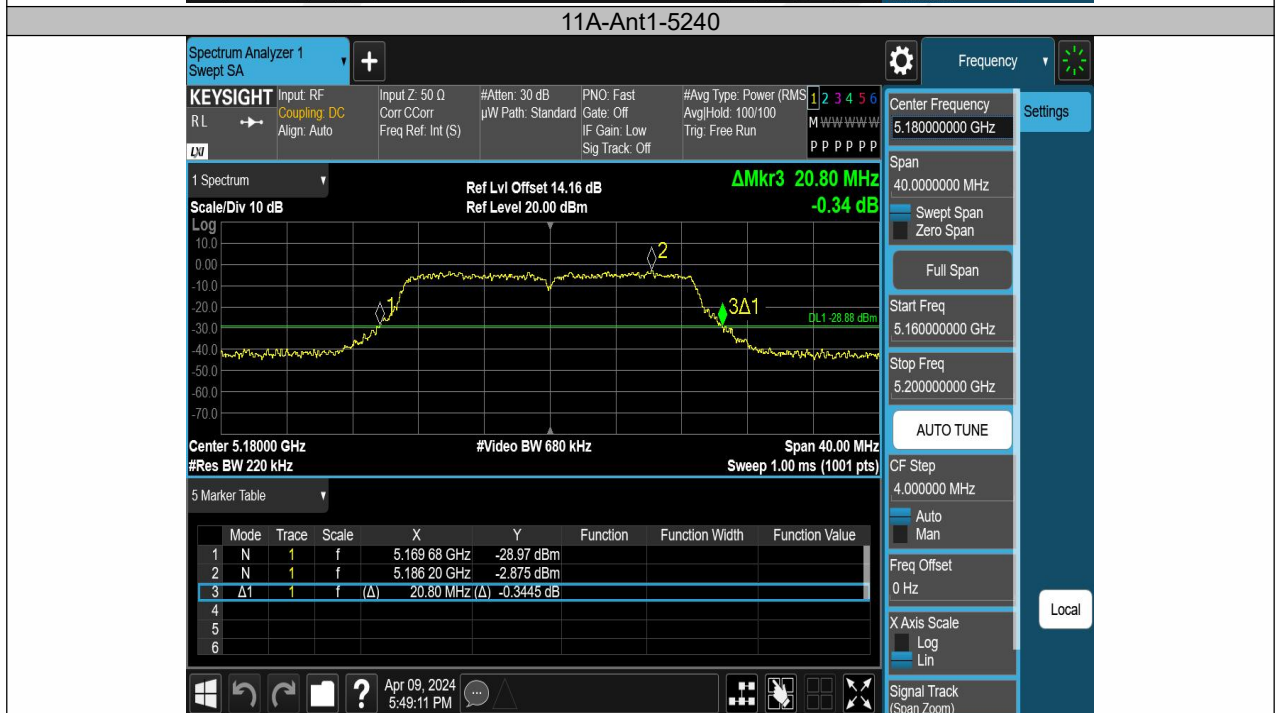 11A-Ant1-5240
Spectrum Analyzer 1
Swept SA
Frequency
KEYSIGHT
RL
LXI
Input: RF
Coupling: DC
Align: Auto
Input Z: 50 Ω
Corr CCorr
Freq Ref: Int (S)
#Atten: 30 dB
µW Path: Standard
PNO: Fast
Gate: Off
IF Gain: Low
Sig Track: Off
#Avg Type: Power (RMS
Avg|Hold: 100/100
Trig: Free Run
1 2 3 4 5 6
M W W W W W
P P P P P P
Center Frequency
5.180000000 GHz
Settings
Span
40.0000000 MHz
Swept Span
Zero Span
Full Span
Start Freq
5.160000000 GHz
Stop Freq
5.200000000 GHz
AUTO TUNE
CF Step
4.000000 MHz
Auto
Man
Freq Offset
0 Hz
Local
X Axis Scale
Log
Lin
Signal Track
(Span Zoom)
1 Spectrum
Scale/Div 10 dB
Ref Lvl Offset 14.16 dB
Ref Level 20.00 dBm
ΔMkr3 20.80 MHz
-0.34 dB
Log
10.0
0.00
-10.0
-20.0
-30.0
-40.0
-50.0
-60.0
-70.0
1
2
3Δ1
DL1 -28.88 dBm
Center 5.18000 GHz
#Video BW 680 kHz
Span 40.00 MHz
#Res BW 220 kHz
Sweep 1.00 ms (1001 pts)
5 Marker Table
Mode Trace Scale X Y Function Function Width Function Value
1 N 1 f 5.169 68 GHz -28.97 dBm
2 N 1 f 5.186 20 GHz -2.875 dBm
3 Δ1 1 f (Δ) 20.80 MHz (Δ) -0.3445 dB
4
5
6
?
Apr 09, 2024
5:49:11 PM